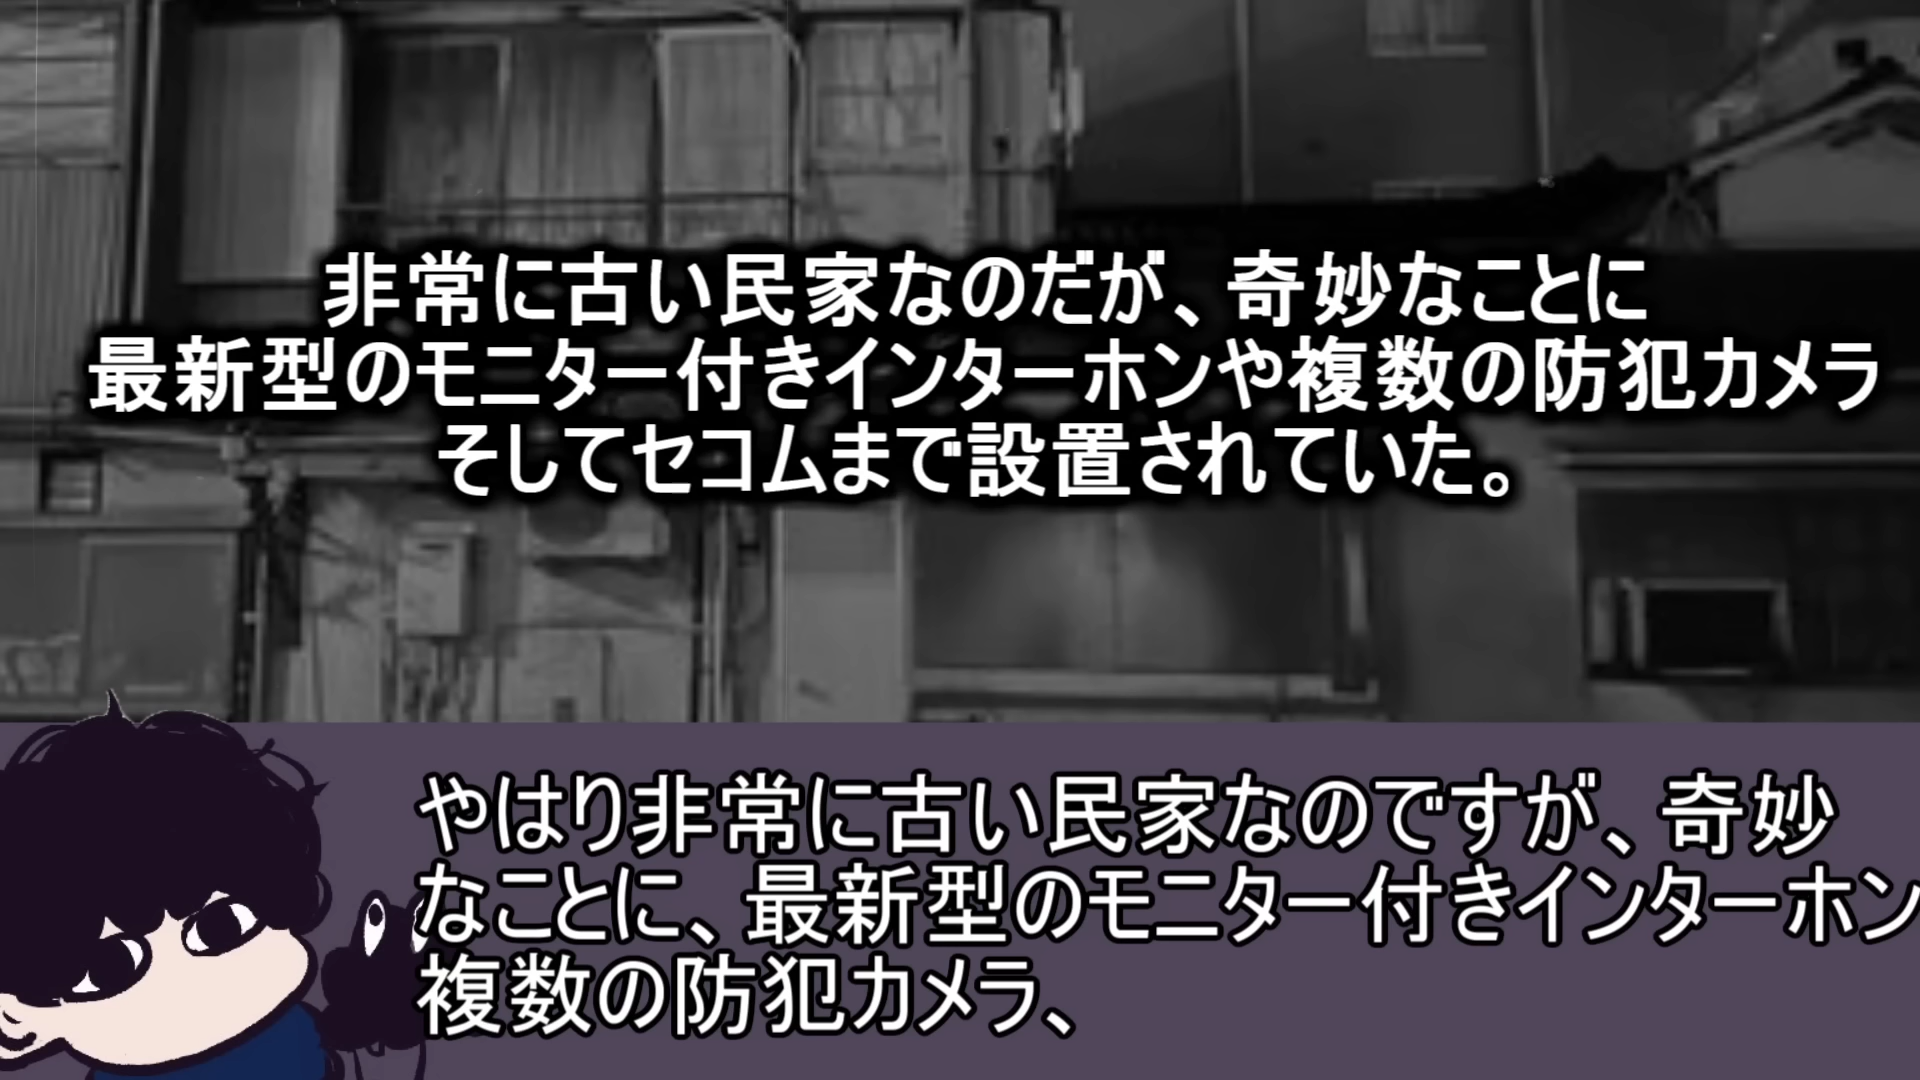 非常に古い民家なのだが、奇妙なことに
最新型のモニター付きインターホンや複数の防犯カメラ
そしてセコムまで設置されていた。
やはり非常に古い民家なのですが、奇妙
なことに、最新型のモニター付きインターホン
複数の防犯カメラ、